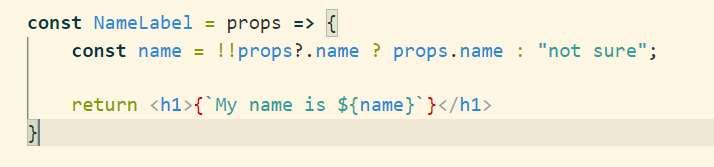 const NameLabel = props => {
const name = !!props?.name ? props.name : "not sure";
return <h1>{`My name is ${name}`}</h1>
}